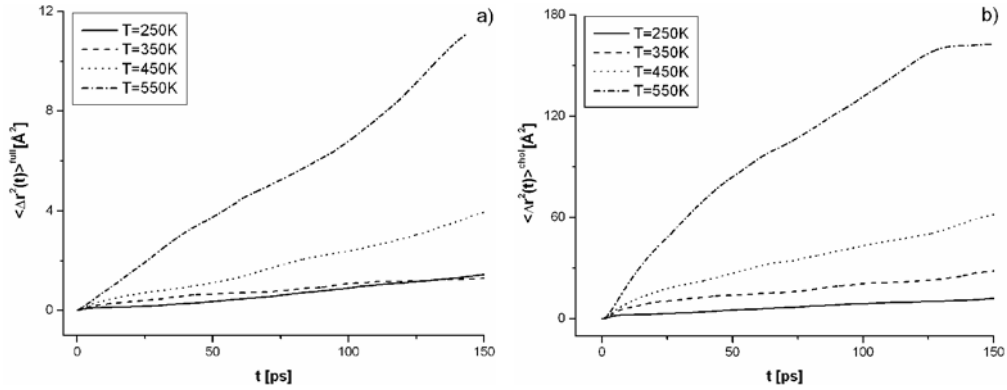 a)
T=250K
T=350K
T=450K
T=550K
12
8
4
0
<Δr²(t)>ᶠᵘˡˡ[Å²]
0
50
100
150
t [ps]
b)
T=250K
T=350K
T=450K
T=550K
180
120
60
0
<Δr²(t)>ᶜʰᵒˡ[Å²]
0
50
100
150
t [ps]